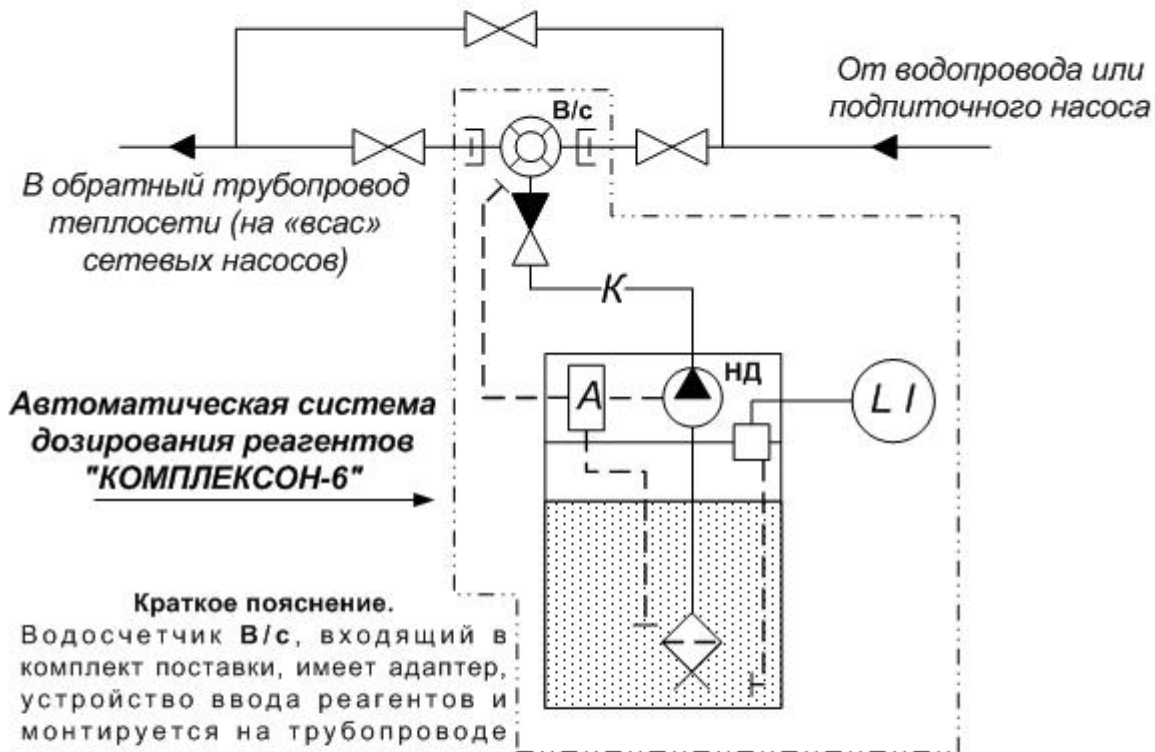 От водопровода или
подпиточного насоса
В/с
В обратный трубопровод
теплосети (на «всас»
сетевых насосов)
К
НД
А
L I
Автоматическая система
дозирования реагентов
"КОМПЛЕКСОН-6"
Краткое пояснение.
Водосчетчик В/с, входящий в
комплект поставки, имеет адаптер,
устройство ввода реагентов и
монтируется на трубопроводе